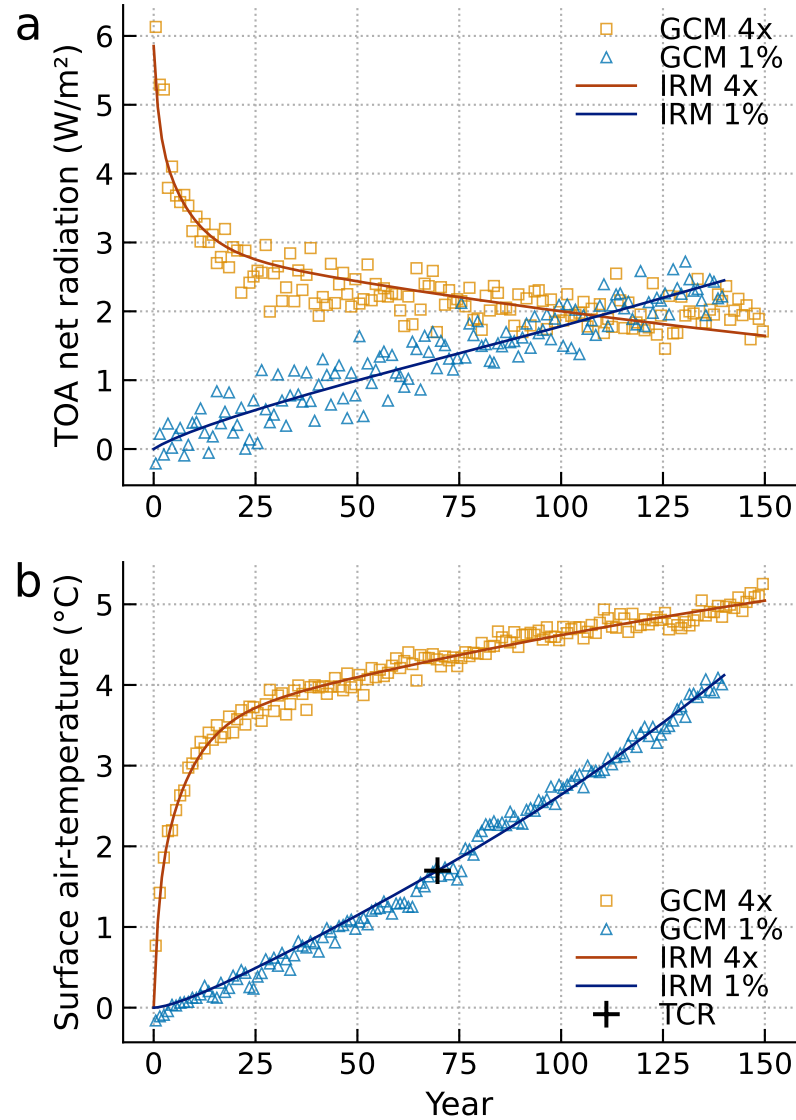 a
TOA net radiation (W/m²)
6
5
4
3
2
1
0
GCM 4x
GCM 1%
IRM 4x
IRM 1%
0 25 50 75 100 125 150
b
Surface air-temperature (°C)
5
4
3
2
1
0
GCM 4x
GCM 1%
IRM 4x
IRM 1%
TCR
0 25 50 75 100 125 150
Year